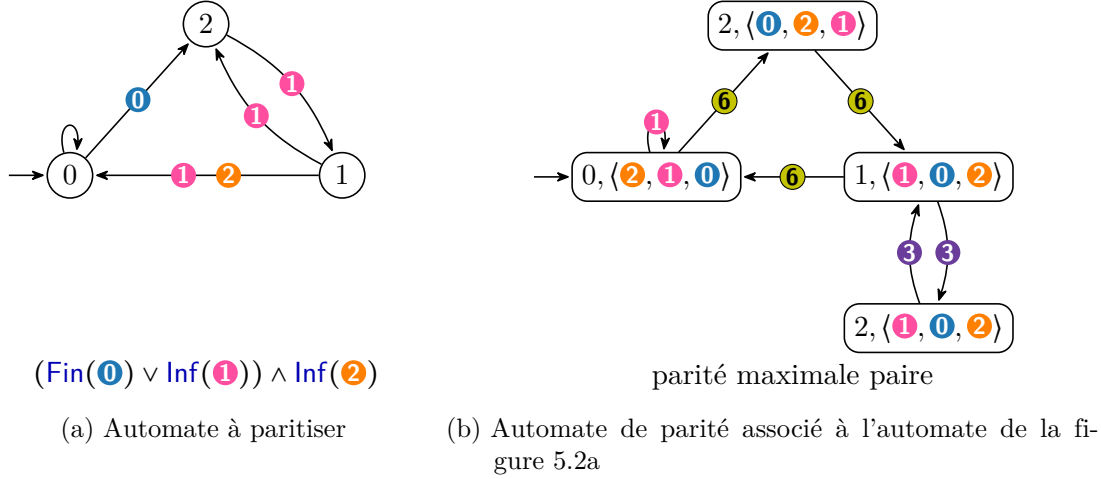 2
0
1
1
0
1 2
1
2, ⟨0, 2, 1⟩
6
6
1
0, ⟨2, 1, 0⟩
6
1, ⟨1, 0, 2⟩
3
3
2, ⟨1, 0, 2⟩
(Fin(0) ∨ Inf(1)) ∧ Inf(2)
parité maximale paire
(a) Automate à paritiser
(b) Automate de parité associé à l'automate de la fi-
gure 5.2a